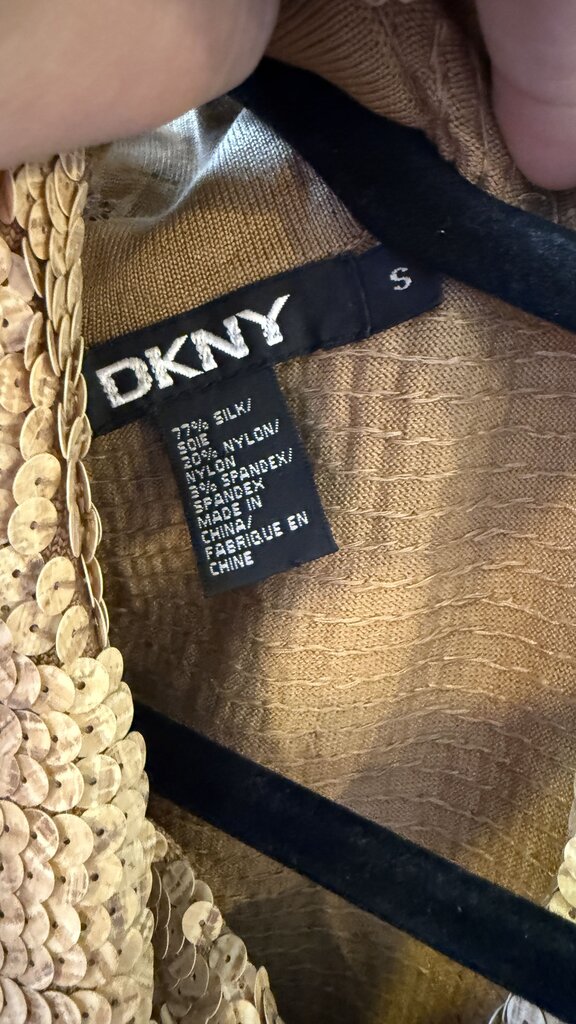 DKNY
S
77% SILK/
SOIE
20% NYLON/
NYLON
3% SPANDEX/
SPANDEX
MADE IN
CHINA/
FABRIQUE EN
CHINE